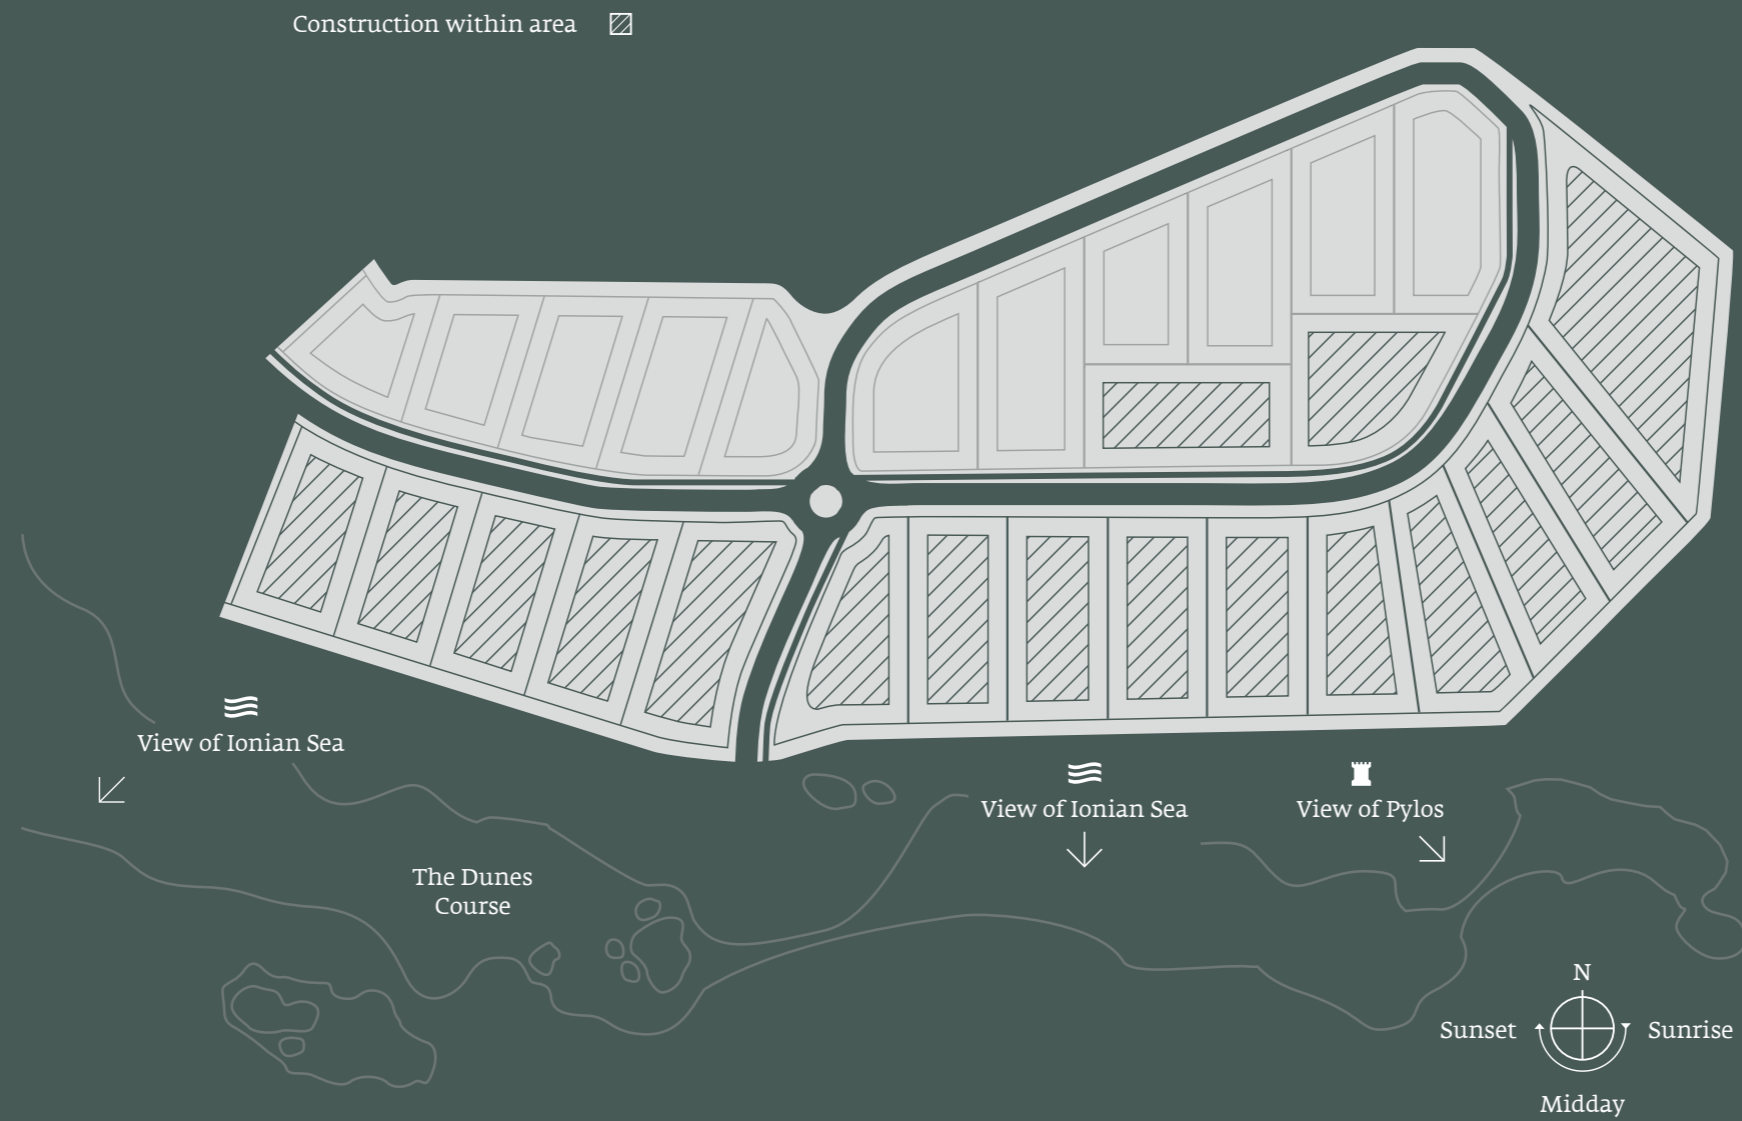 Construction within area
View of Ionian Sea
View of Ionian Sea
View of Pylos
The Dunes
Course
N
Sunset
Sunrise
Midday